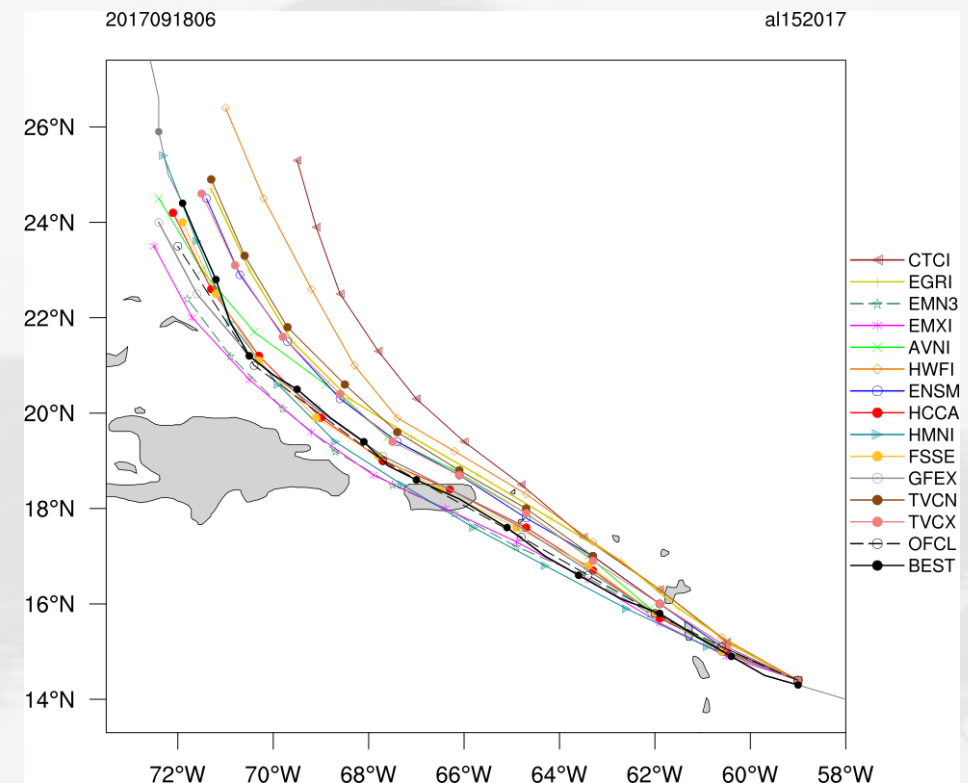 2017091806
al152017
26°N
24°N
22°N
20°N
18°N
16°N
14°N
72°W
70°W
68°W
66°W
64°W
62°W
60°W
58°W
CTCI
EGRI
EMN3
EMXI
AVNI
HWFI
ENSM
HCCA
HMNI
FSSE
GFEX
TVCN
TVCX
OFCL
BEST